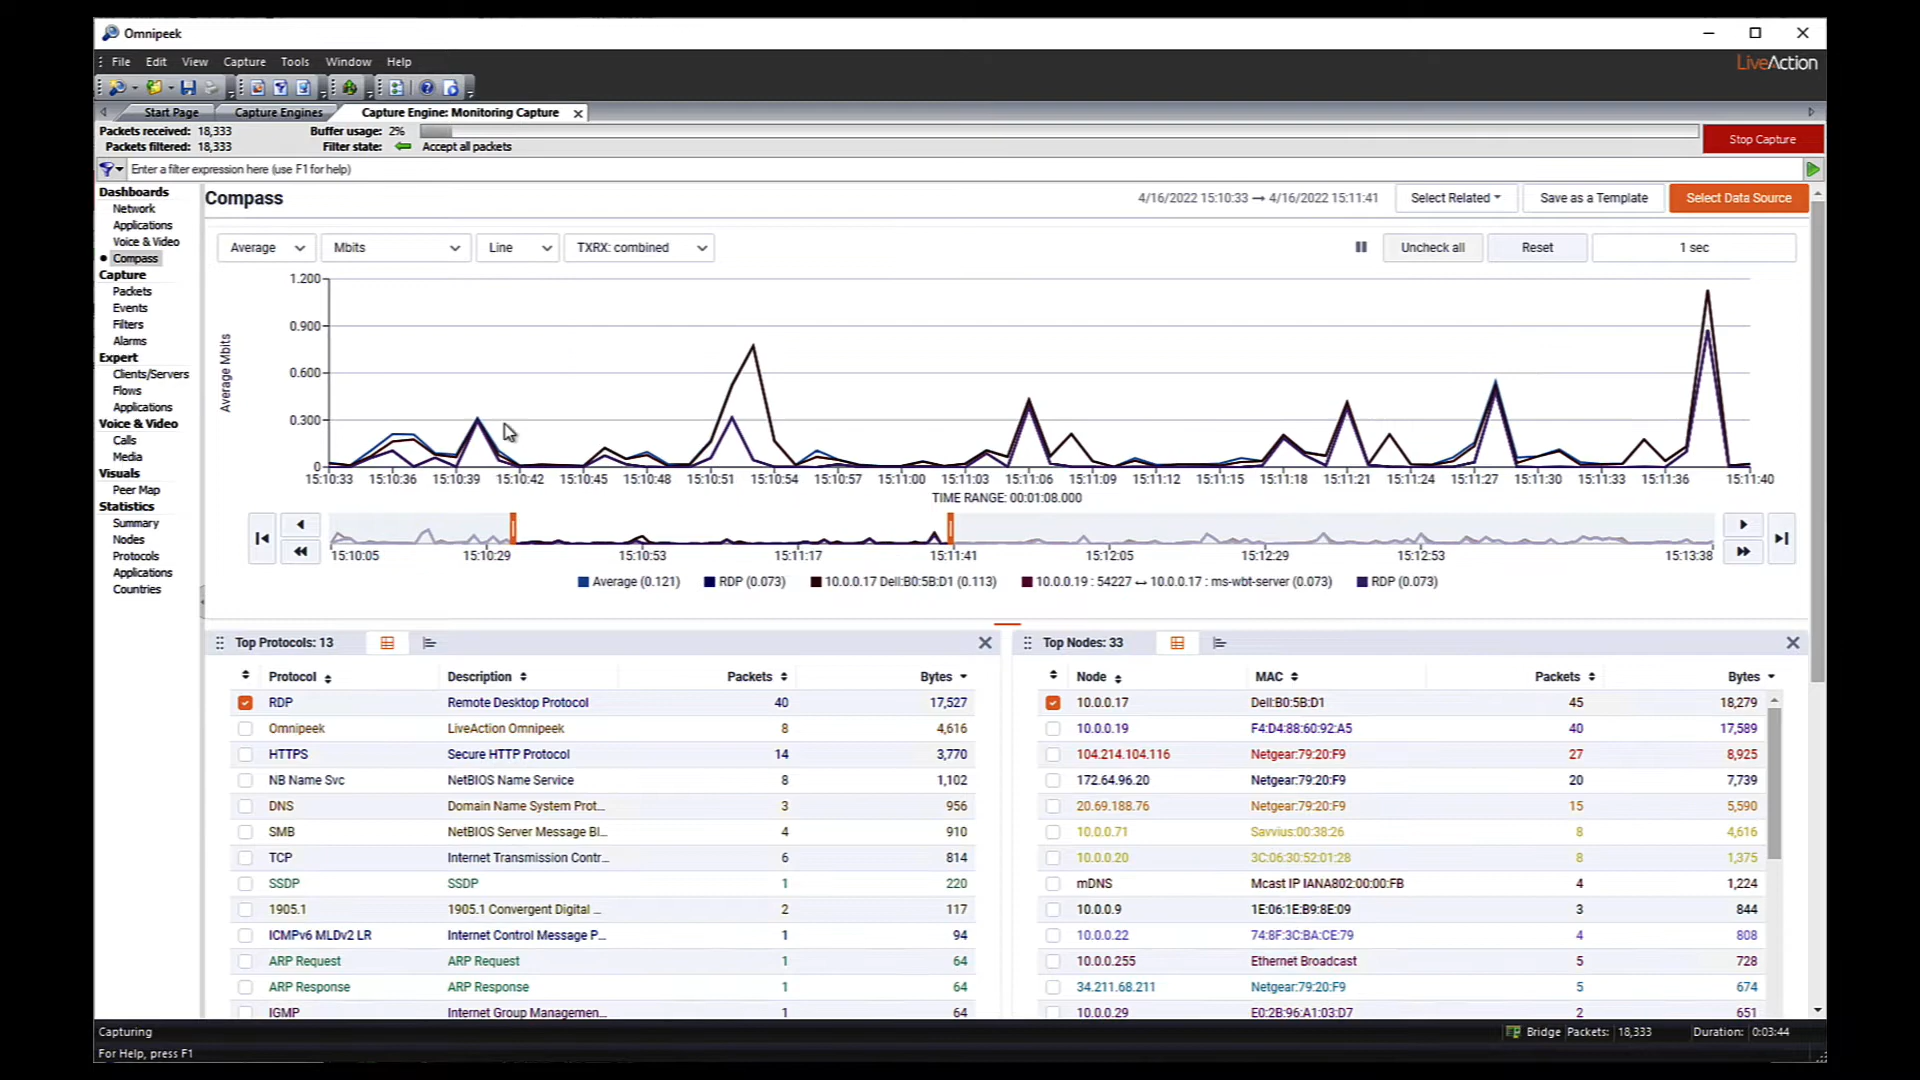 Omnipeek
File Edit View Capture Tools Window Help
LiveAction
Start Page Capture Engines Capture Engine: Monitoring Capture
Packets received: 18,333 Buffer usage: 2%
Packets filtered: 18,333 Filter state: Accept all packets
Stop Capture
Enter a filter expression here (use F1 for help)
Dashboards
Network
Applications
Voice & Video
Compass
Capture
Packets
Events
Filters
Alarms
Expert
Clients/Servers
Flows
Applications
Voice & Video
Calls
Media
Visuals
Peer Map
Statistics
Summary
Nodes
Protocols
Applications
Countries
Compass
4/16/2022 15:10:33 → 4/16/2022 15:11:41 Select Related Save as a Template Select Data Source
Average Mbits Line TXRX: combined Uncheck all Reset 1 sec
Average Mbits
1.200
0.900
0.600
0.300
0
15:10:33 15:10:36 15:10:39 15:10:42 15:10:45 15:10:48 15:10:51 15:10:54 15:10:57 15:11:00 15:11:03 15:11:06 15:11:09 15:11:12 15:11:15 15:11:18 15:11:21 15:11:24 15:11:27 15:11:30 15:11:33 15:11:36 15:11:40
TIME RANGE: 00:01:08.000
15:10:05 15:10:29 15:10:53 15:11:17 15:11:41 15:12:05 15:12:29 15:12:53 15:13:38
Average (0.121) RDP (0.073) 10.0.0.17 Dell:B0:5B:D1 (0.113) 10.0.0.19 : 54227 ↔ 10.0.0.17 : ms-wbt-server (0.073) RDP (0.073)
Top Protocols: 13
Protocol Description Packets Bytes
RDP Remote Desktop Protocol 40 17,527
Omnipeek LiveAction Omnipeek 8 4,616
HTTPS Secure HTTP Protocol 14 3,770
NB Name Svc NetBIOS Name Service 8 1,102
DNS Domain Name System Prot... 3 956
SMB NetBIOS Server Message Bl... 4 910
TCP Internet Transmission Contr... 6 814
SSDP SSDP 1 220
1905.1 1905.1 Convergent Digital ... 2 117
ICMPv6 MLDv2 LR Internet Control Message P... 1 94
ARP Request ARP Request 1 64
ARP Response ARP Response 1 64
IGMP Internet Group Managemen... 1 64
Top Nodes: 33
Node MAC Packets Bytes
10.0.0.17 Dell:B0:5B:D1 45 18,279
10.0.0.19 F4:D4:88:60:92:A5 40 17,589
104.214.104.116 Netgear:79:20:F9 27 8,925
172.64.96.20 Netgear:79:20:F9 20 7,739
20.69.188.76 Netgear:79:20:F9 15 5,590
10.0.0.71 Savvius:00:38:26 8 4,616
10.0.0.20 3C:06:30:52:01:28 8 1,375
mDNS Mcast IP IANA802:00:00:FB 4 1,224
10.0.0.9 1E:06:1E:B9:8E:09 3 844
10.0.0.22 74:8F:3C:BA:CE:79 4 808
10.0.0.255 Ethernet Broadcast 5 728
34.211.68.211 Netgear:79:20:F9 5 674
10.0.0.29 E0:2B:96:A1:03:D7 2 651
Capturing Bridge Packets: 18,333 Duration: 0:03:44
For Help, press F1